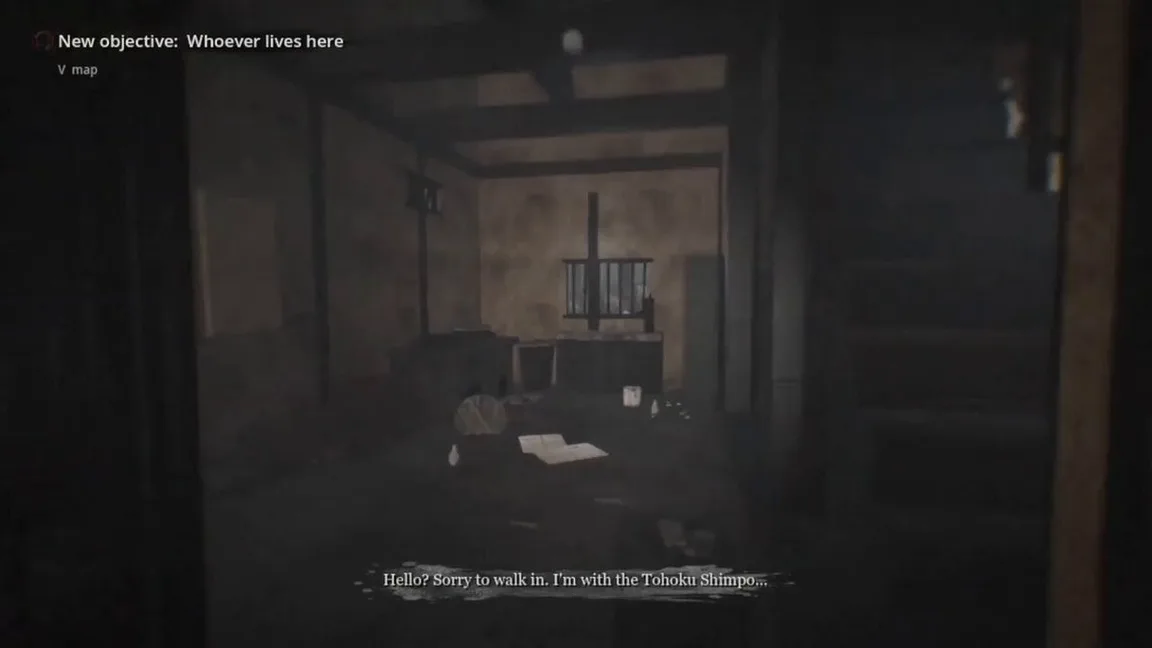 New objective: Whoever lives here
V map
Hello? Sorry to walk in. I'm with the Tohoku Shimpo...